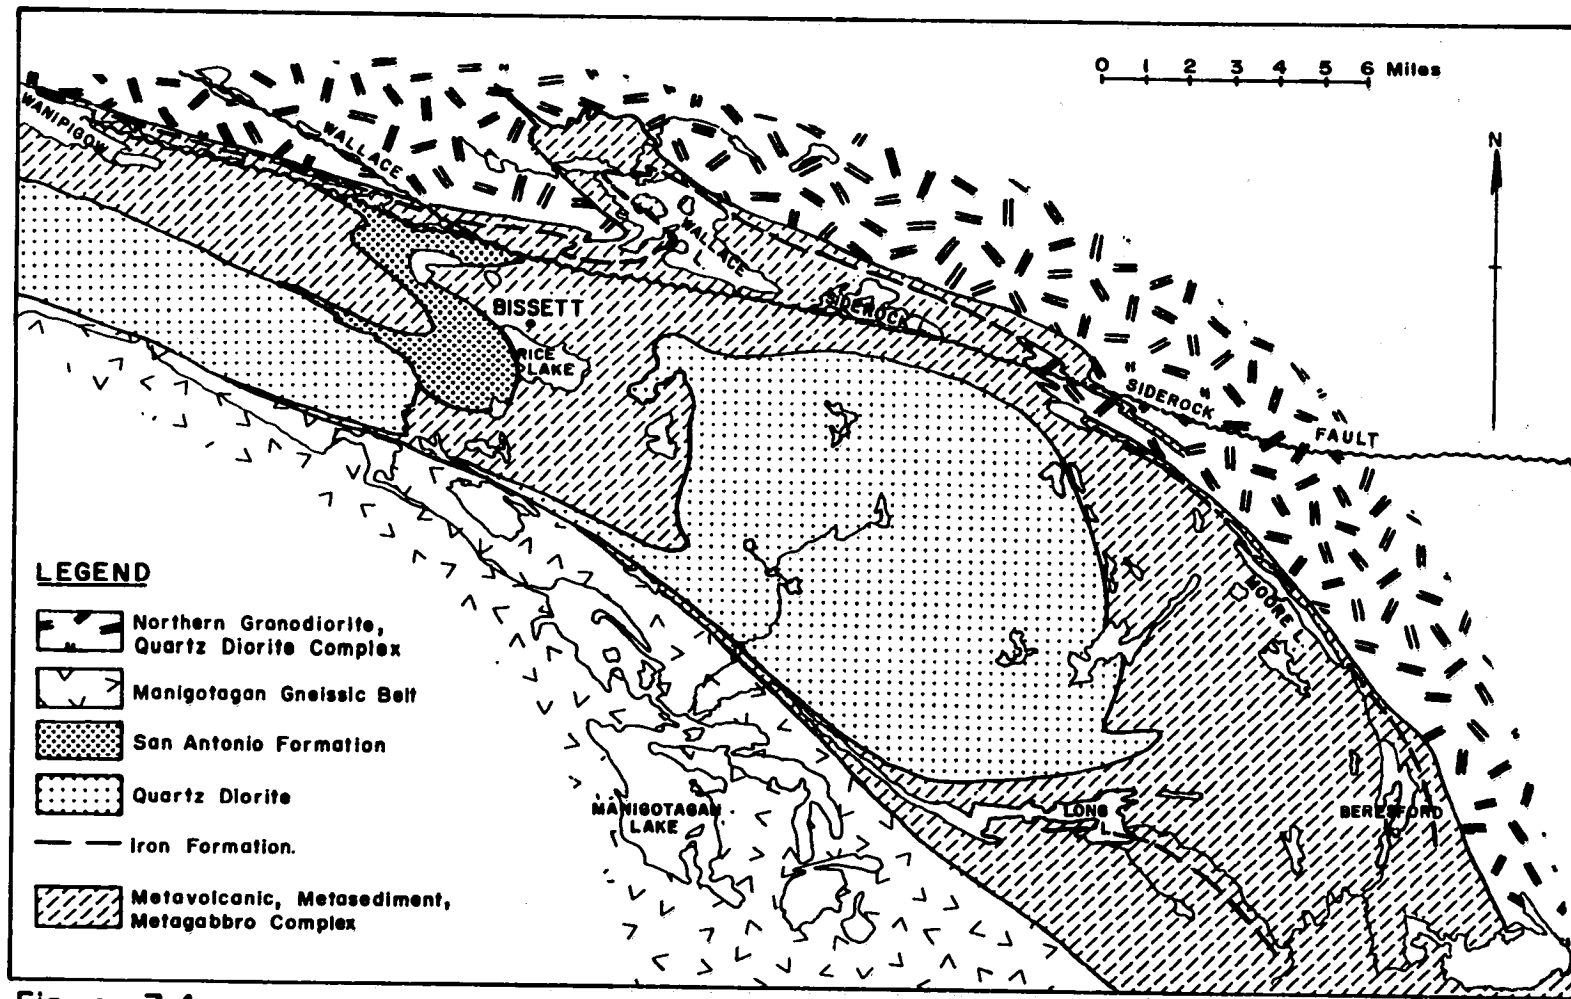 0 1 2 3 4 5 6 Miles
N
WANIPIGOW
WALLACE
WALLACE
L.
SIDEROCK
BISSETT
RICE
LAKE
SIDEROCK
FAULT
MOORE L.
LONG
L.
BERESFORD
L.
MANIGOTAGAN
LAKE
LEGEND
Northern Granodiorite,
Quartz Diorite Complex
Manigotagan Gneissic Belt
San Antonio Formation
Quartz Diorite
Iron Formation.
Metavolcanic, Metasediment,
Metagabbro Complex